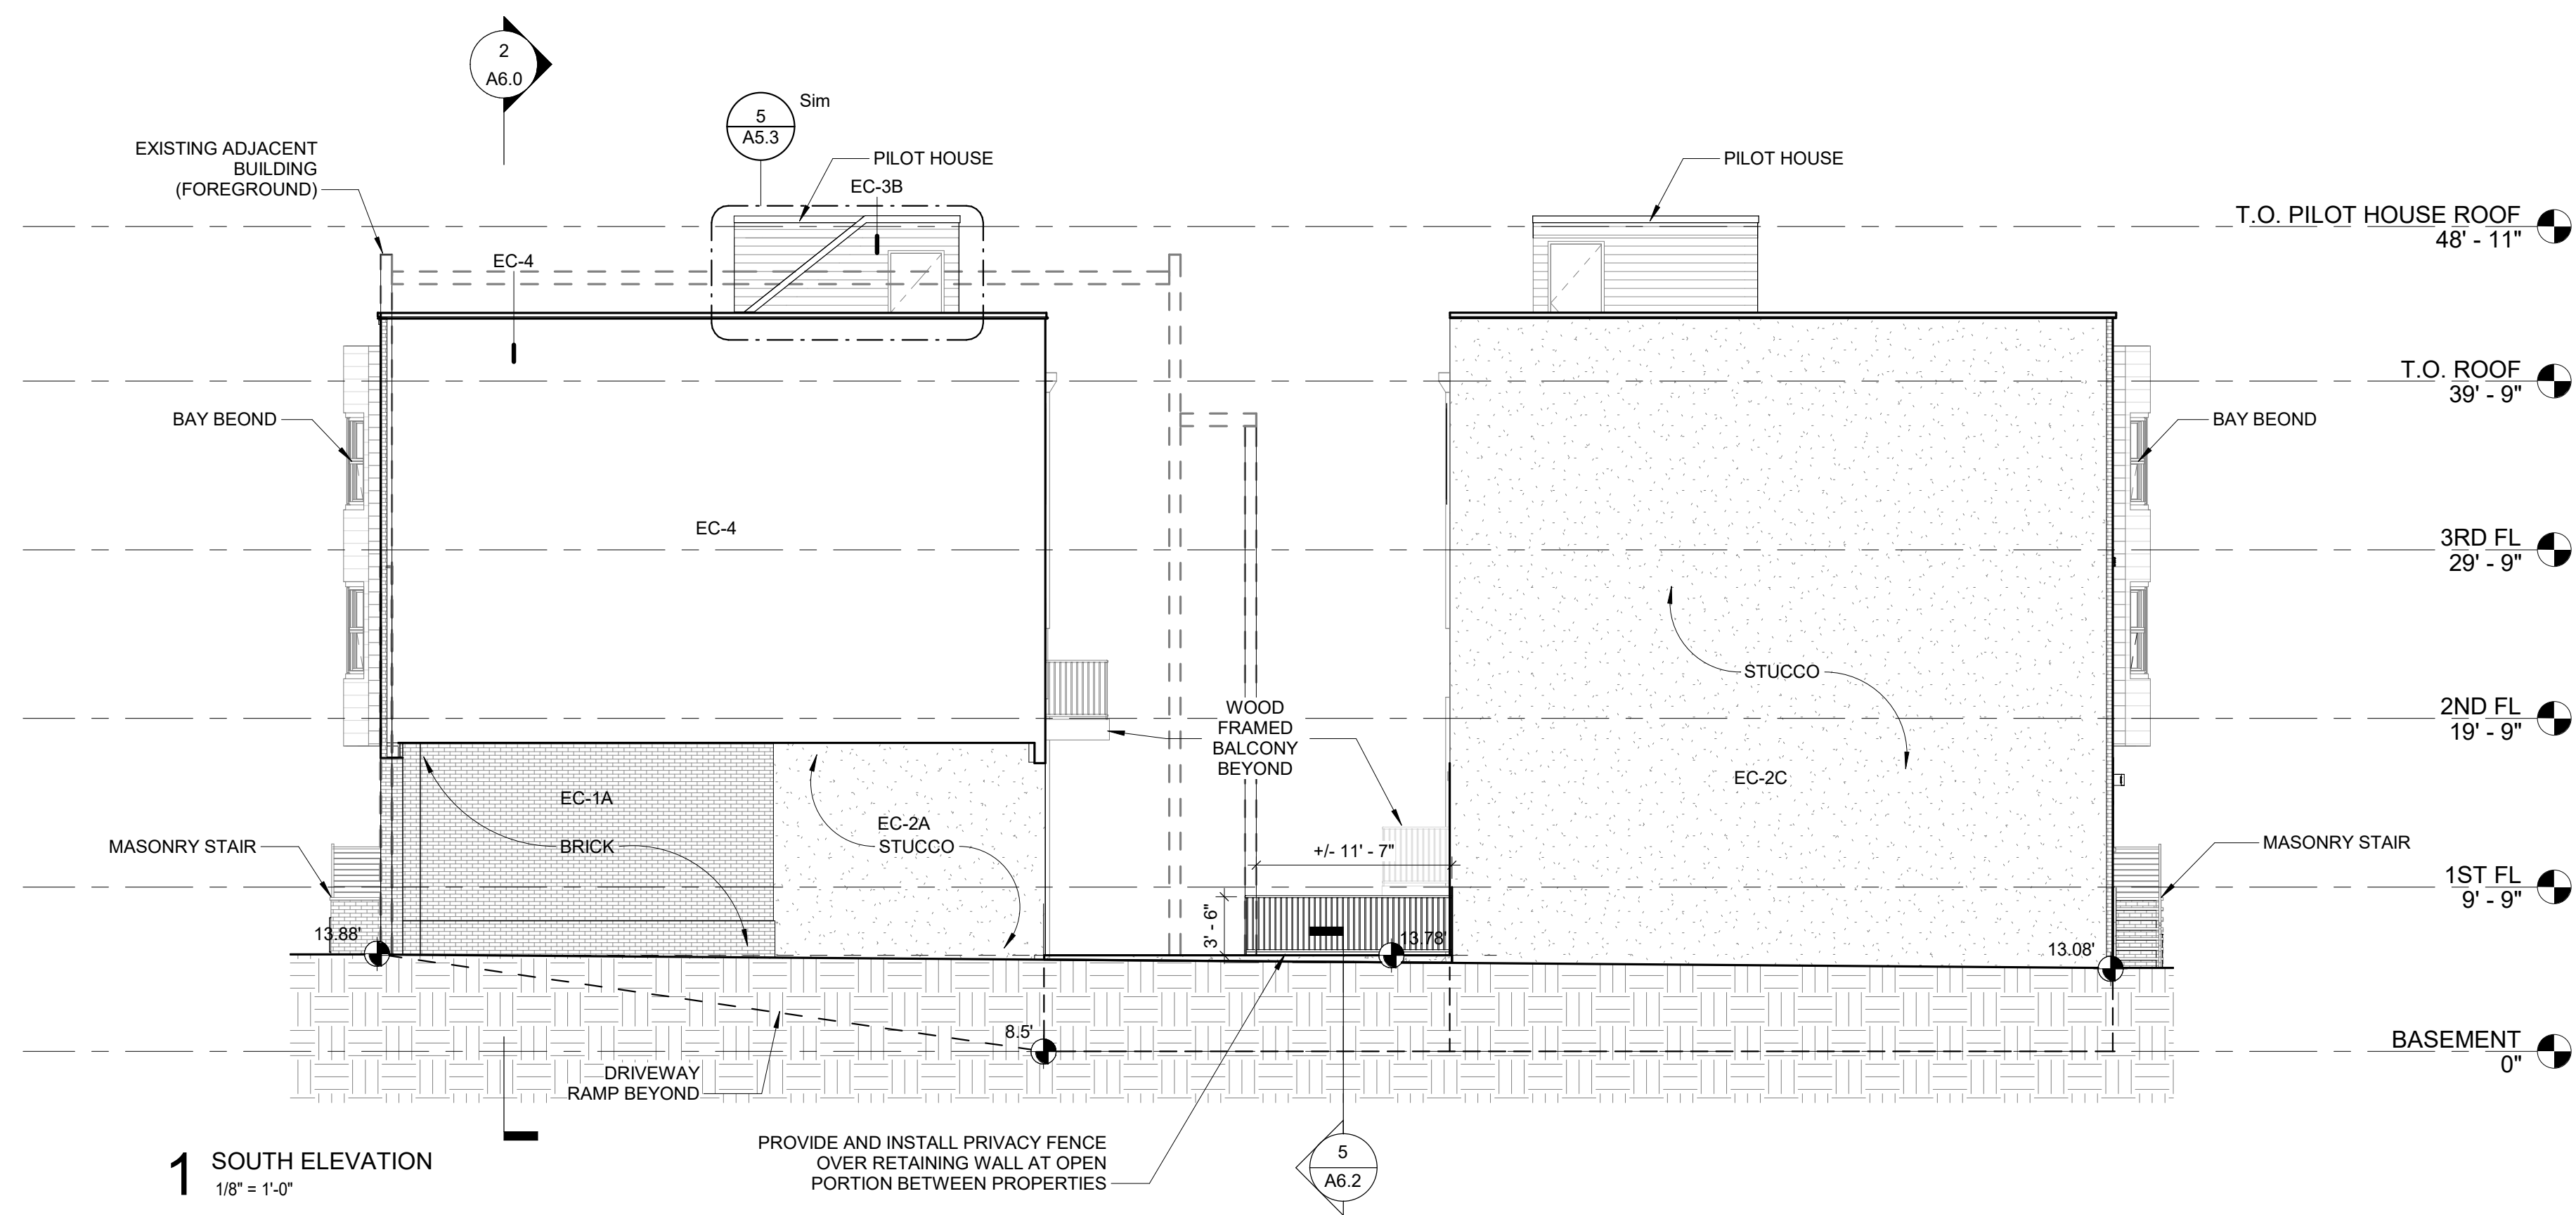 2
A6.0
5
A5.3
Sim
EXISTING ADJACENT
BUILDING
(FOREGROUND)
PILOT HOUSE
EC-3B
PILOT HOUSE
T.O. PILOT HOUSE ROOF
48' - 11"
EC-4
T.O. ROOF
39' - 9"
BAY BEOND
BAY BEOND
EC-4
3RD FL
29' - 9"
STUCCO
WOOD
FRAMED
BALCONY
BEYOND
2ND FL
19' - 9"
EC-2C
EC-1A
BRICK
EC-2A
STUCCO
MASONRY STAIR
+/- 11' - 7"
MASONRY STAIR
1ST FL
9' - 9"
3' - 6"
13.88'
13.78'
13.08'
8.5'
BASEMENT
0"
DRIVEWAY
RAMP BEYOND
PROVIDE AND INSTALL PRIVACY FENCE
OVER RETAINING WALL AT OPEN
PORTION BETWEEN PROPERTIES
5
A6.2
1 SOUTH ELEVATION
1/8" = 1'-0"